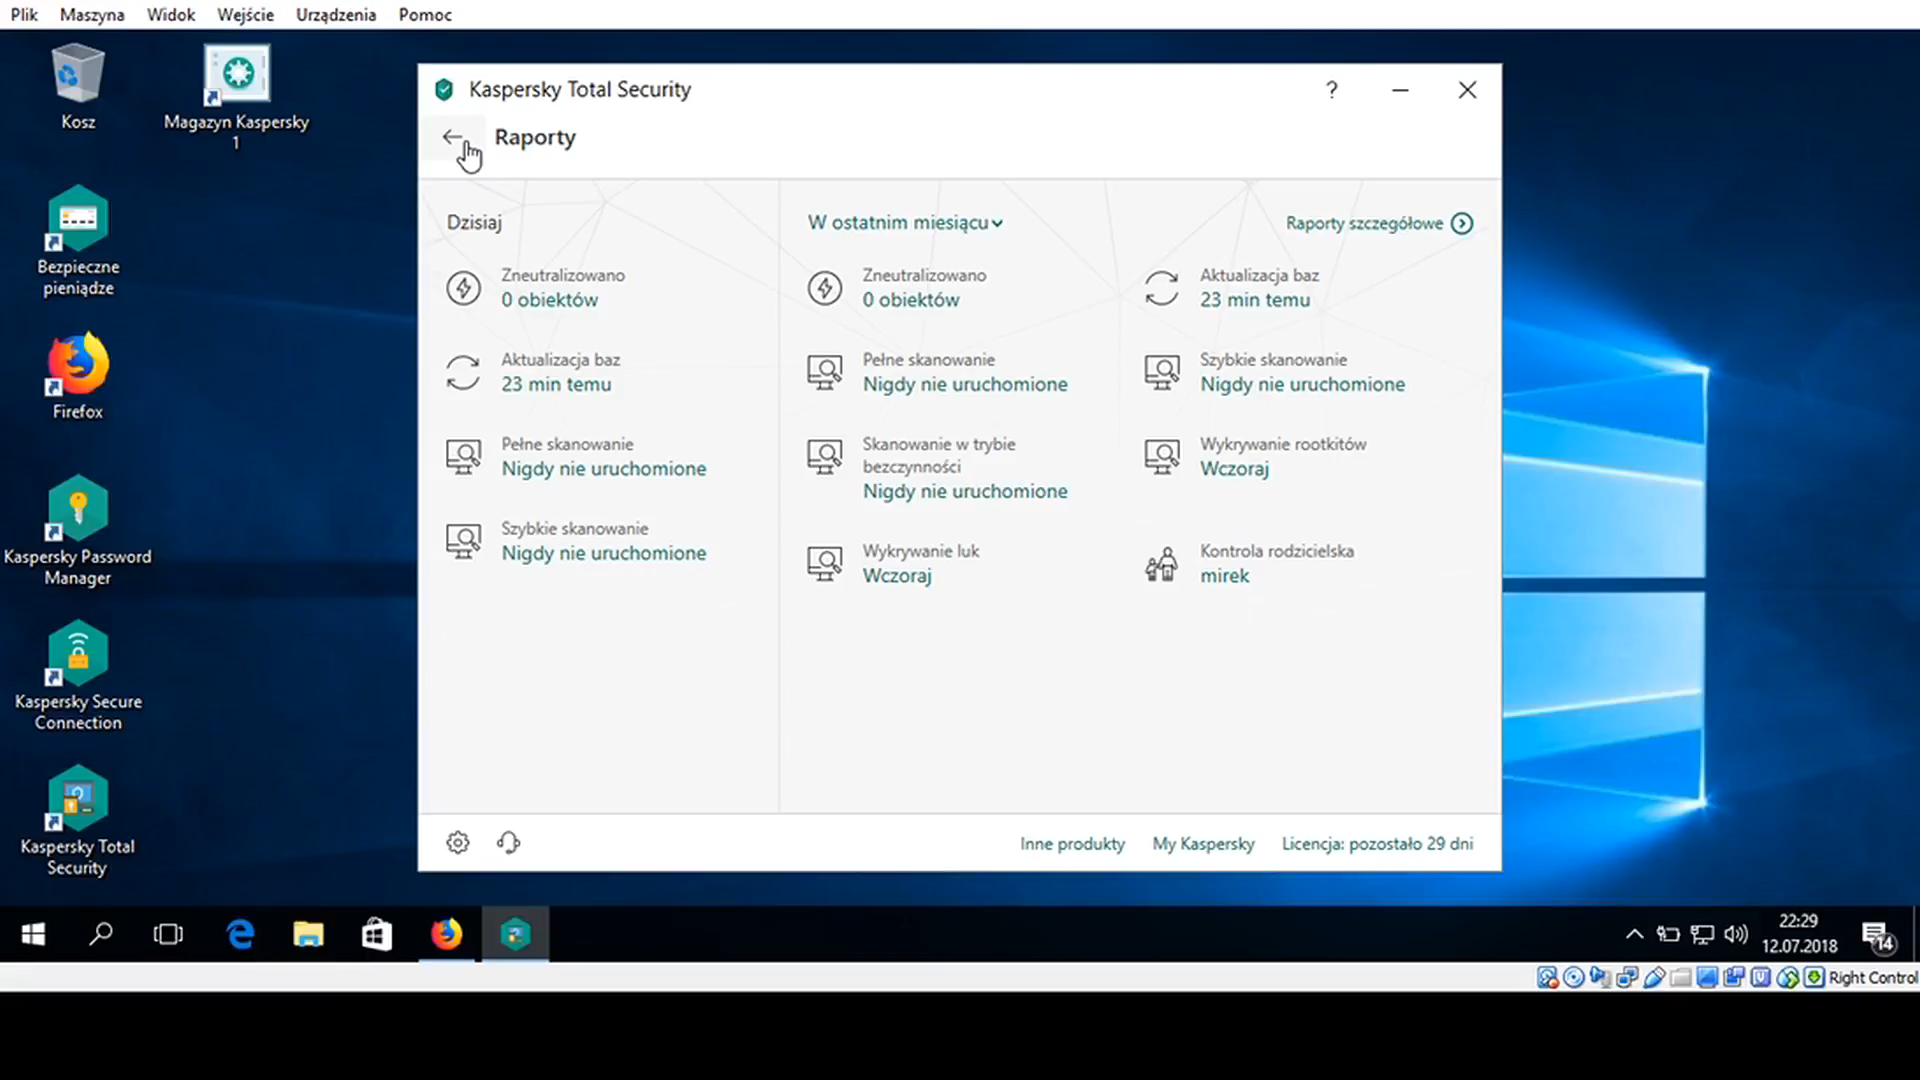 Plik Maszyna Widok Wejście Urządzenia Pomoc
Kosz
Magazyn Kaspersky
1
Bezpieczne
pieniądze
Firefox
Kaspersky Password
Manager
Kaspersky Secure
Connection
Kaspersky Total
Security
Kaspersky Total Security
?
Raporty
Dzisiaj
Zneutralizowano
0 obiektów
Aktualizacja baz
23 min temu
Pełne skanowanie
Nigdy nie uruchomione
Szybkie skanowanie
Nigdy nie uruchomione
W ostatnim miesiącu
Raporty szczegółowe
Zneutralizowano
0 obiektów
Pełne skanowanie
Nigdy nie uruchomione
Skanowanie w trybie
bezczynności
Nigdy nie uruchomione
Wykrywanie luk
Wczoraj
Aktualizacja baz
23 min temu
Szybkie skanowanie
Nigdy nie uruchomione
Wykrywanie rootkitów
Wczoraj
Kontrola rodzicielska
mirek
Inne produkty My Kaspersky Licencja: pozostało 29 dni
22:29
12.07.2018
14
Right Control